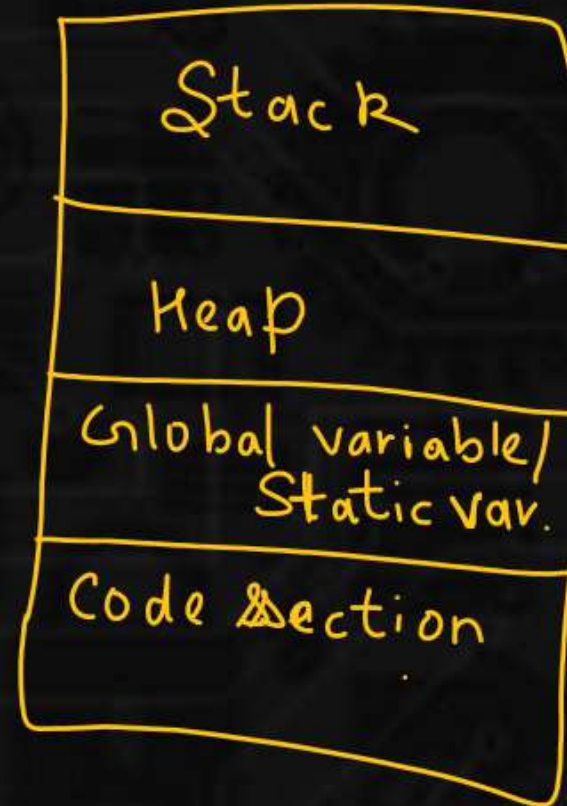 Stack
Heap
Global variable/
Static var.
Code section